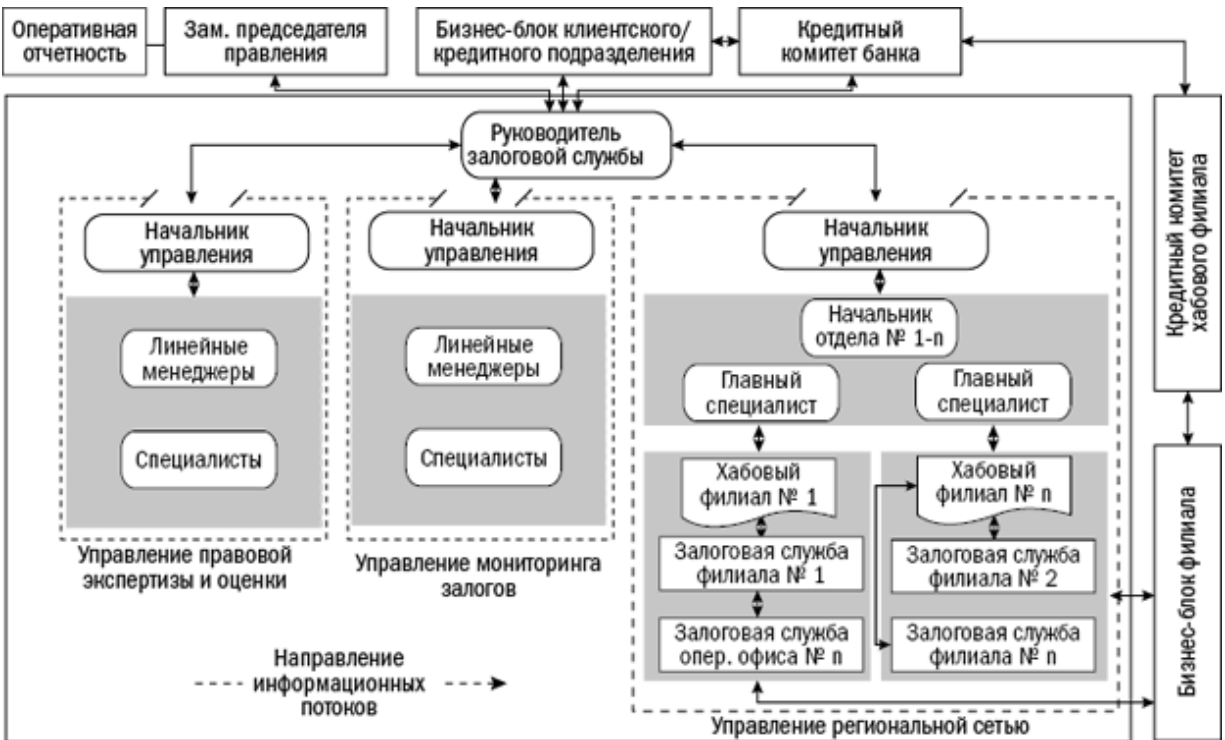 Оперативная
отчетность
Зам. председателя
правления
Бизнес-блок клиентского/
кредитного подразделения
Кредитный
комитет банка
Руководитель
залоговой службы
Начальник
управления
Линейные
менеджеры
Специалисты
Управление правовой
экспертизы и оценки
Начальник
управления
Линейные
менеджеры
Специалисты
Управление мониторинга
залогов
Начальник
управления
Начальник
отдела № 1-n
Главный
специалист
Главный
специалист
Хабовый
филиал № 1
Залоговая служба
филиала № 1
Залоговая служба
опер. офиса № n
Хабовый
филиал № n
Залоговая служба
филиала № 2
Залоговая служба
филиала № n
Управление региональной сетью
Направление
информационных
потоков
Кредитный комитет
хабового филиала
Бизнес-блок филиала